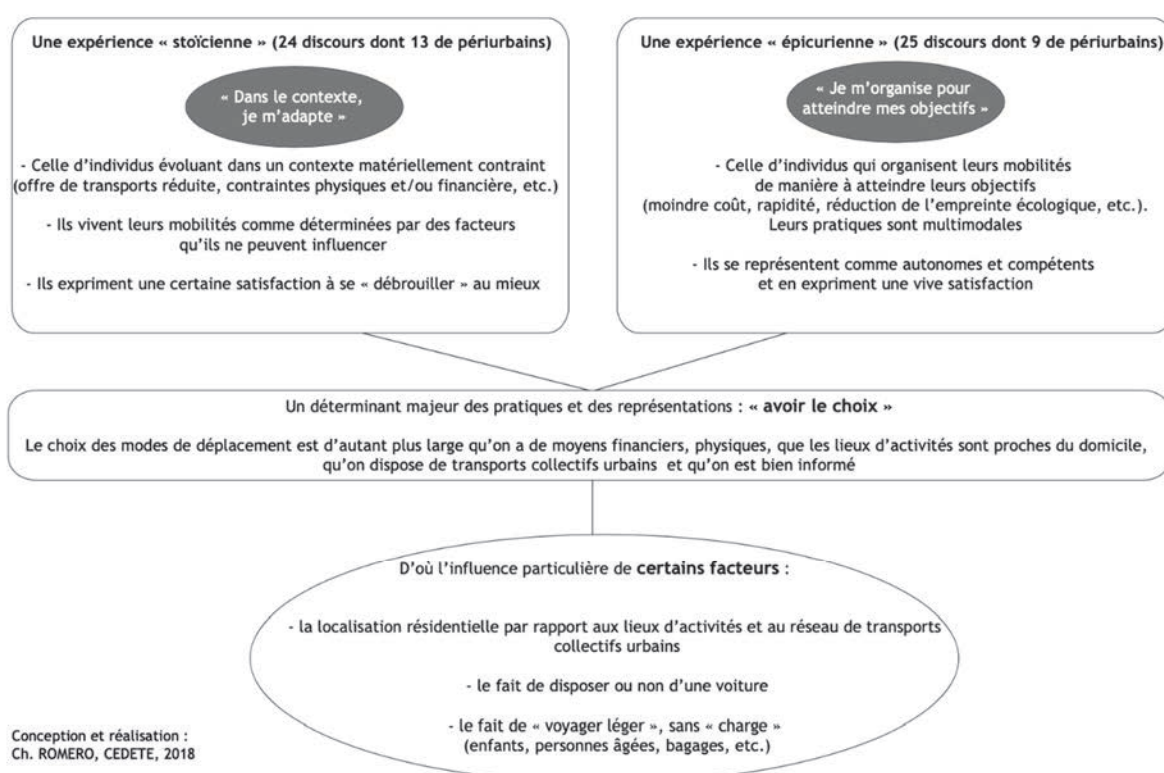 Une expérience « stoïcienne » (24 discours dont 13 de périurbains)
« Dans le contexte,
je m’adapte »
- Celle d’individus évoluant dans un contexte matériellement contraint
(offre de transports réduite, contraintes physiques et/ou financière, etc.)
- Ils vivent leurs mobilités comme déterminées par des facteurs
qu’ils ne peuvent influencer
- Ils expriment une certaine satisfaction à se « débrouiller » au mieux
Une expérience « épicurienne » (25 discours dont 9 de périurbains)
« Je m’organise pour
atteindre mes objectifs »
- Celle d’individus qui organisent leurs mobilités
de manière à atteindre leurs objectifs
(moindre coût, rapidité, réduction de l’empreinte écologique, etc.).
Leurs pratiques sont multimodales
- Ils se représentent comme autonomes et compétents
et en expriment une vive satisfaction
Un déterminant majeur des pratiques et des représentations : « avoir le choix »
Le choix des modes de déplacement est d’autant plus large qu’on a de moyens financiers, physiques, que les lieux d’activités sont proches du domicile,
qu’on dispose de transports collectifs urbains et qu’on est bien informé
D’où l’influence particulière de certains facteurs :
- la localisation résidentielle par rapport aux lieux d’activités et au réseau de transports
collectifs urbains
- le fait de disposer ou non d’une voiture
- le fait de « voyager léger », sans « charge »
(enfants, personnes âgées, bagages, etc.)
Conception et réalisation :
Ch. ROMERO, CEDETE, 2018